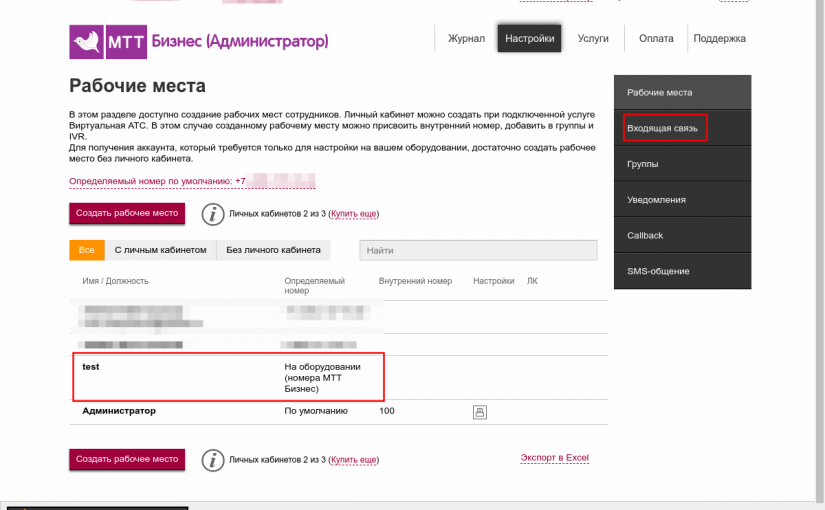 МТТ Бизнес (Администратор)
Журнал Настройки Услуги Оплата Поддержка
Рабочие места
В этом разделе доступно создание рабочих мест сотрудников. Личный кабинет можно создать при подключенной услуге
Виртуальная АТС. В этом случае созданному рабочему месту можно присвоить внутренний номер, добавить в группы и
IVR.
Для получения аккаунта, который требуется только для настройки на вашем оборудовании, достаточно создать рабочее
место без личного кабинета.
Определяемый номер по умолчанию: +7
Создать рабочее место
i
Личных кабинетов 2 из 3 (Купить еще)
Все С личным кабинетом Без личного кабинета
Найти
Имя / Должность Определяемый номер Внутренний номер Настройки ЛК
test На оборудовании
(номера МТТ
Бизнес)
Администратор По умолчанию 100
Создать рабочее место
i
Личных кабинетов 2 из 3 (Купить еще)
Экспорт в Excel
Рабочие места
Входящая связь
Группы
Уведомления
Callback
SMS-общение